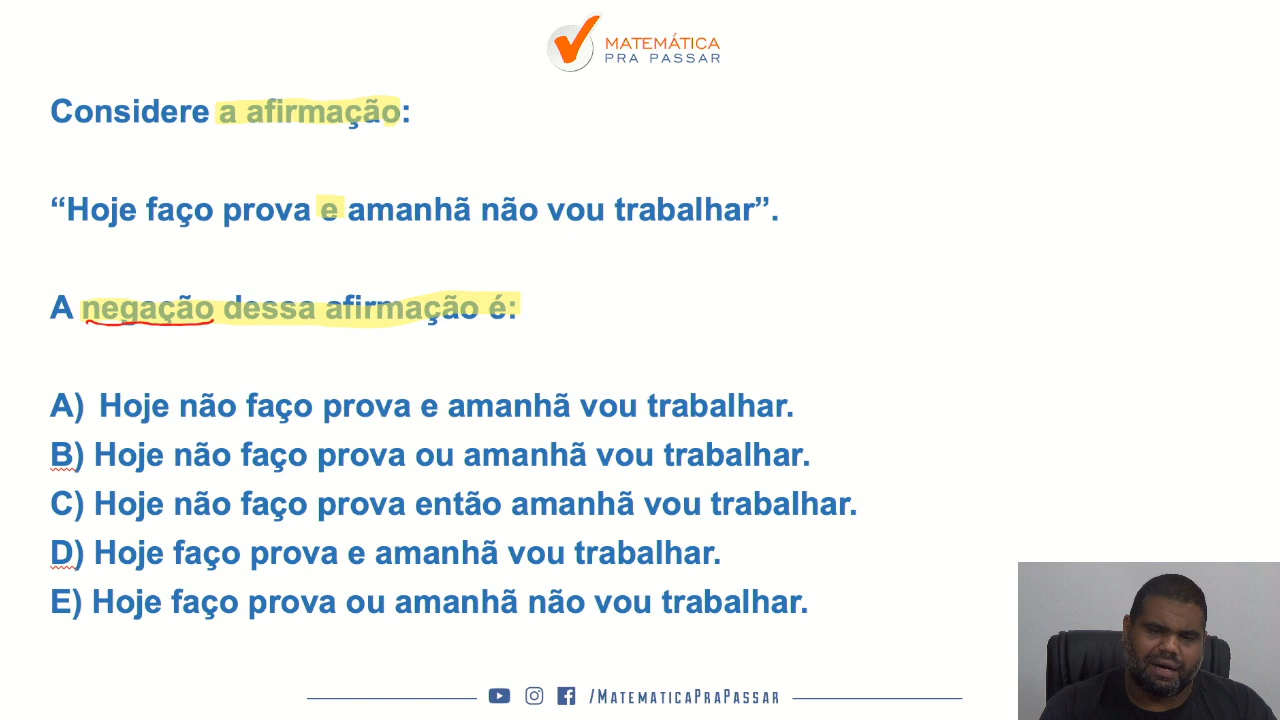 MATEMÁTICA
PRA PASSAR
Considere a afirmação:
“Hoje faço prova e amanhã não vou trabalhar”.
A negação dessa afirmação é:
A) Hoje não faço prova e amanhã vou trabalhar.
B) Hoje não faço prova ou amanhã vou trabalhar.
C) Hoje não faço prova então amanhã vou trabalhar.
D) Hoje faço prova e amanhã vou trabalhar.
E) Hoje faço prova ou amanhã não vou trabalhar.
/MatematicaPraPassar